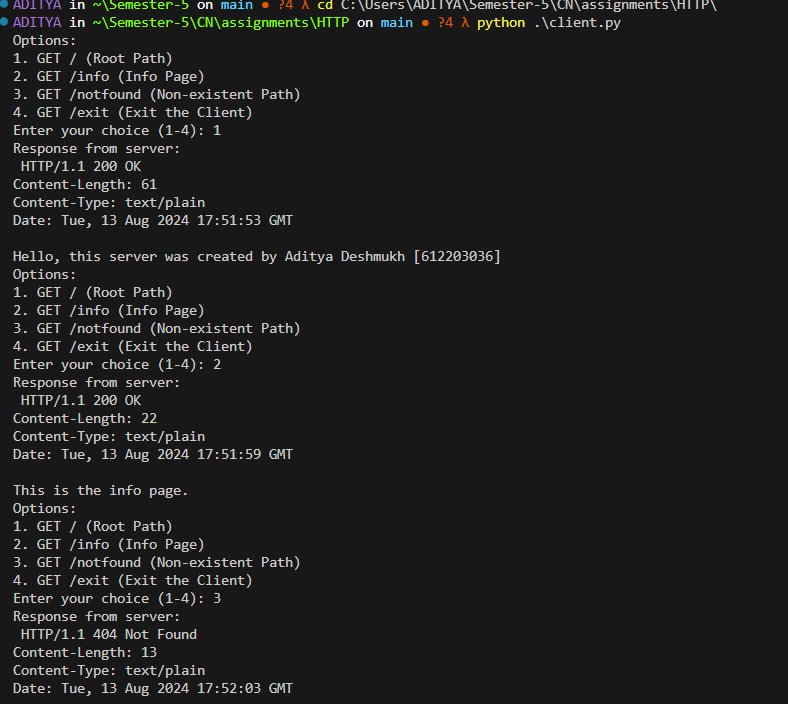 ADITYA in ~\Semester-5 on main ● ?4 λ cd C:\Users\ADITYA\Semester-5\CN\assignments\HTTP\
ADITYA in ~\Semester-5\CN\assignments\HTTP on main ● ?4 λ python .\client.py
Options:
1. GET / (Root Path)
2. GET /info (Info Page)
3. GET /notfound (Non-existent Path)
4. GET /exit (Exit the Client)
Enter your choice (1-4): 1
Response from server:
 HTTP/1.1 200 OK
Content-Length: 61
Content-Type: text/plain
Date: Tue, 13 Aug 2024 17:51:53 GMT

Hello, this server was created by Aditya Deshmukh [612203036]
Options:
1. GET / (Root Path)
2. GET /info (Info Page)
3. GET /notfound (Non-existent Path)
4. GET /exit (Exit the Client)
Enter your choice (1-4): 2
Response from server:
 HTTP/1.1 200 OK
Content-Length: 22
Content-Type: text/plain
Date: Tue, 13 Aug 2024 17:51:59 GMT

This is the info page.
Options:
1. GET / (Root Path)
2. GET /info (Info Page)
3. GET /notfound (Non-existent Path)
4. GET /exit (Exit the Client)
Enter your choice (1-4): 3
Response from server:
 HTTP/1.1 404 Not Found
Content-Length: 13
Content-Type: text/plain
Date: Tue, 13 Aug 2024 17:52:03 GMT